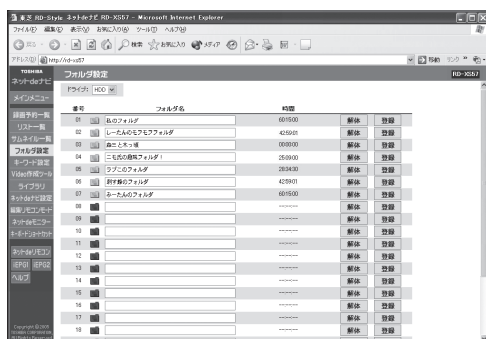 東芝 RD-Style ネットdeナビ RD-XS57 - Microsoft Internet Explorer
ファイル(F) 編集(E) 表示(V) お気に入り(A) ツール(T) ヘルプ(H)
戻る 検索 お気に入り メディア
アドレス(D) http://rd-xs57 移動 リンク
TOSHIBA
ネットdeナビ
フォルダ設定 RD-XS57
ドライブ: HDD
メインメニュー
録画予約一覧
リスト一覧
サムネイル一覧
フォルダ設定
キーワード設定
Video作成ツール
ライブラリ
ネットdeナビ設定
編集リモコンモード
ネットdeモニター
キーボードショートカット
ネットdeリモコン
iEPG1 iEPG2
ヘルプ
番号 フォルダ名 時間
01 私のフォルダ 60:15:00 解体 登録
02 しーたんのモフモフフォルダ 42:59:01 解体 登録
03 00:00:00 解体 登録
04 ニモ氏の趣味フォルダ! 25:09:00 解体 登録
05 ラブこのフォルダ 28:34:30 解体 登録
06 刺す蜂のフォルダ 42:59:01 解体 登録
07 みーたんのフォルダ 60:15:00 解体 登録
08 --:--:-- 解体 登録
09 --:--:-- 解体 登録
10 --:--:-- 解体 登録
11 --:--:-- 解体 登録
12 --:--:-- 解体 登録
13 --:--:-- 解体 登録
14 --:--:-- 解体 登録
15 --:--:-- 解体 登録
16 --:--:-- 解体 登録
17 --:--:-- 解体 登録
18 --:--:-- 解体 登録
Copyright © 2005
TOSHIBA CORPORATION,
All Rights Reserved.